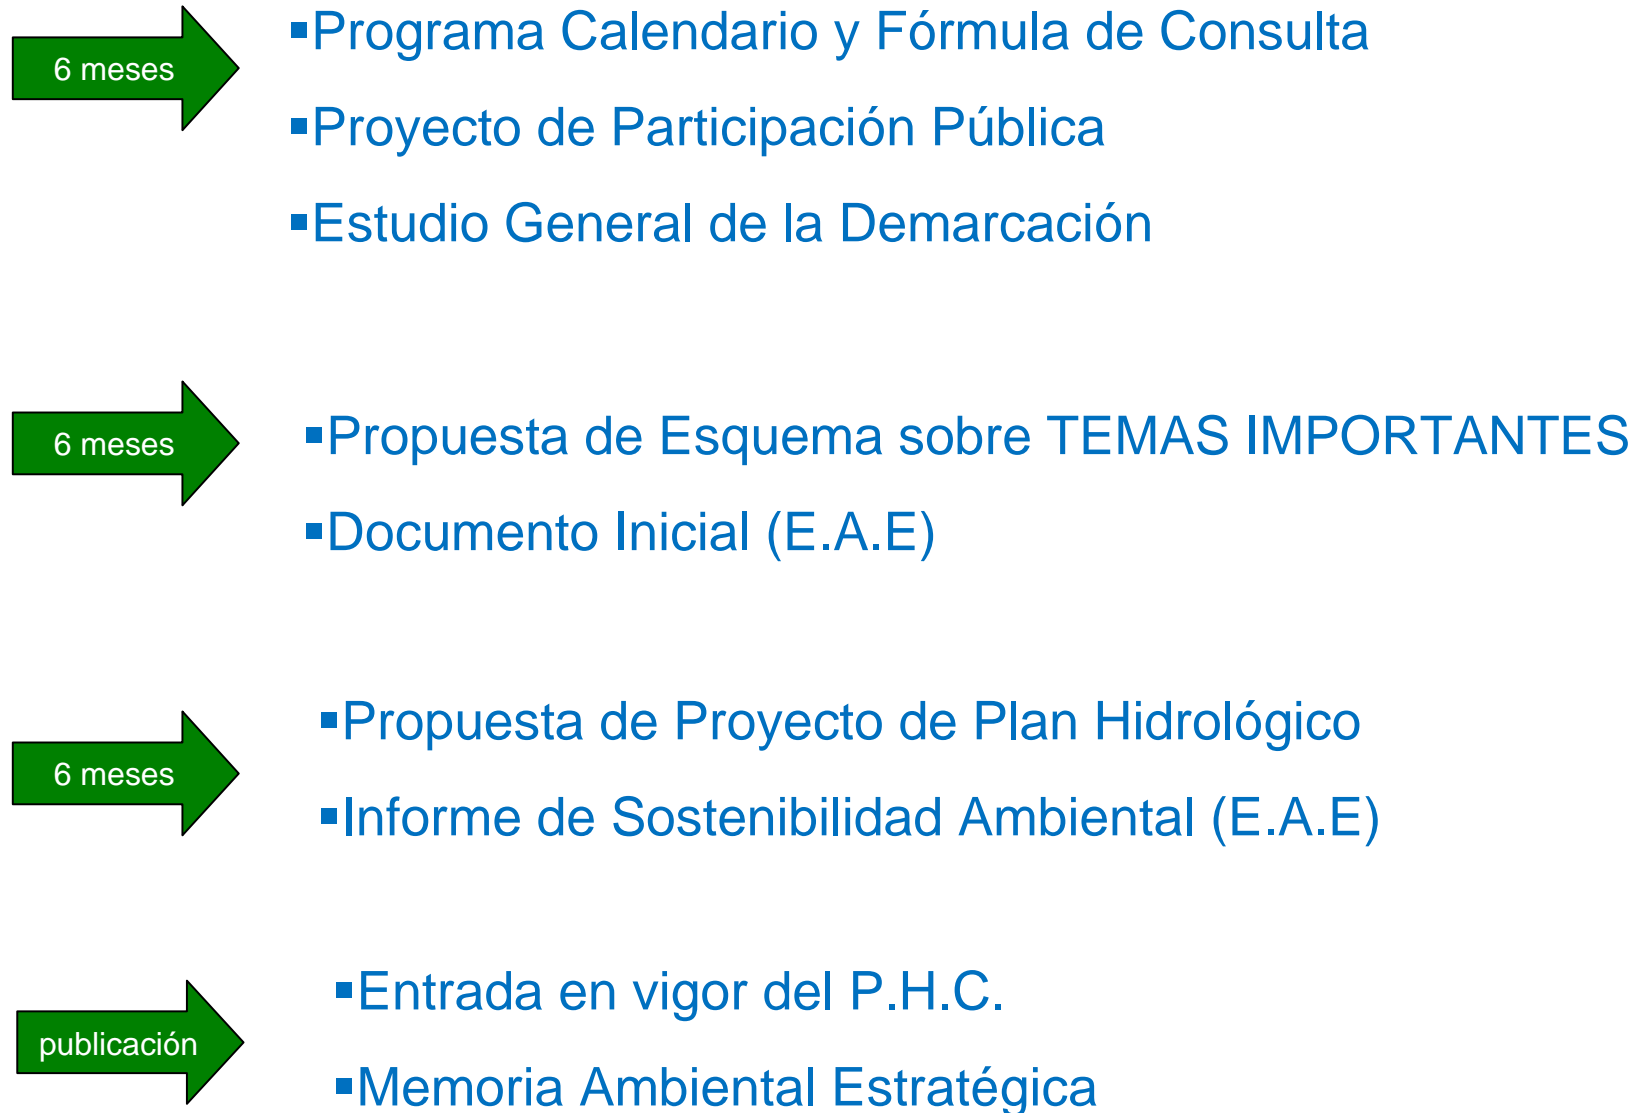 ▪Programa Calendario y Fórmula de Consulta
6 meses
▪Proyecto de Participación Pública
▪Estudio General de la Demarcación
▪Propuesta de Esquema sobre TEMAS IMPORTANTES
6 meses
▪Documento Inicial (E.A.E)
▪Propuesta de Proyecto de Plan Hidrológico
6 meses
▪Informe de Sostenibilidad Ambiental (E.A.E)
▪Entrada en vigor del P.H.C.
publicación
▪Memoria Ambiental Estratégica